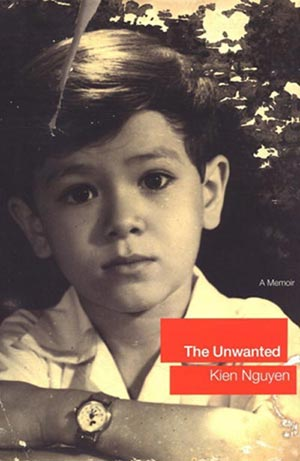 A Memoir
The Unwanted
Kien Nguyen